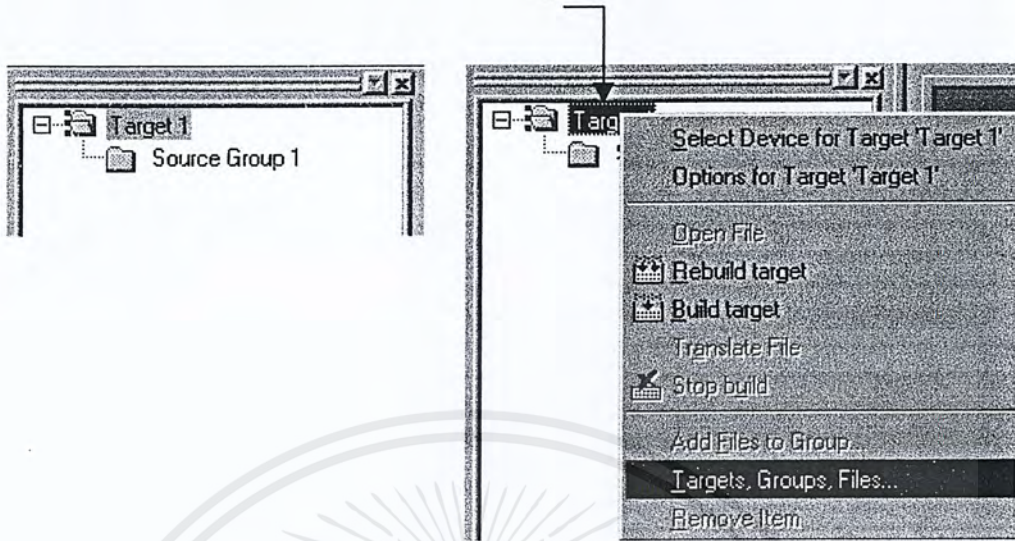 Target 1
Source Group 1
Targ
Select Device for Target 'Target 1'
Options for Target 'Target 1'
Open File
Rebuild target
Build target
Translate File
Stop build
Add Files to Group...
Targets, Groups, Files...
Remove Item